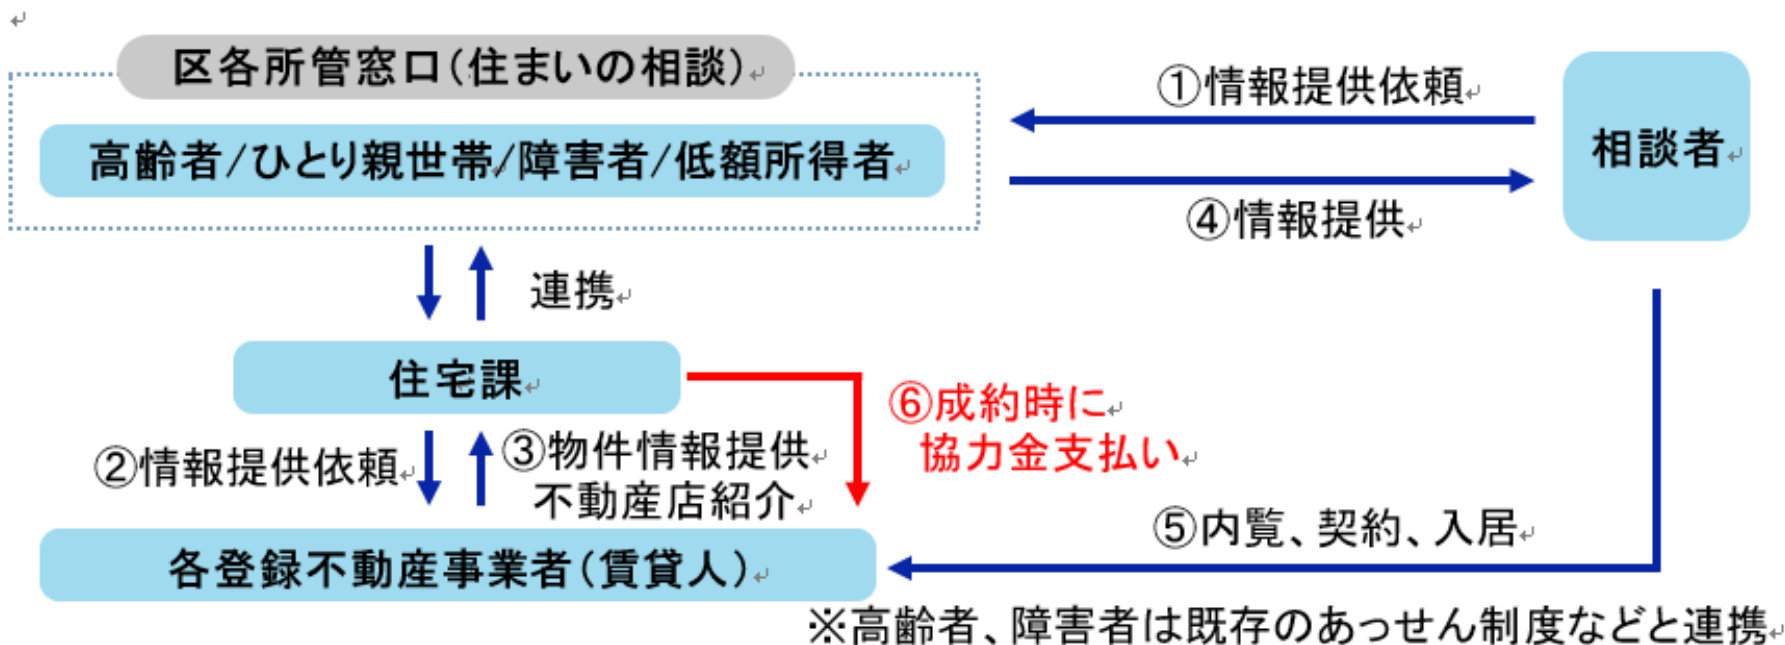 区各所管窓口(住まいの相談)
高齢者/ひとり親世帯/障害者/低額所得者
①情報提供依頼
相談者
④情報提供
連携
住宅課
②情報提供依頼
③物件情報提供
不動産店紹介
⑥成約時に
協力金支払い
⑤内覧、契約、入居
各登録不動産事業者(賃貸人)
※高齢者、障害者は既存のあっせん制度などと連携